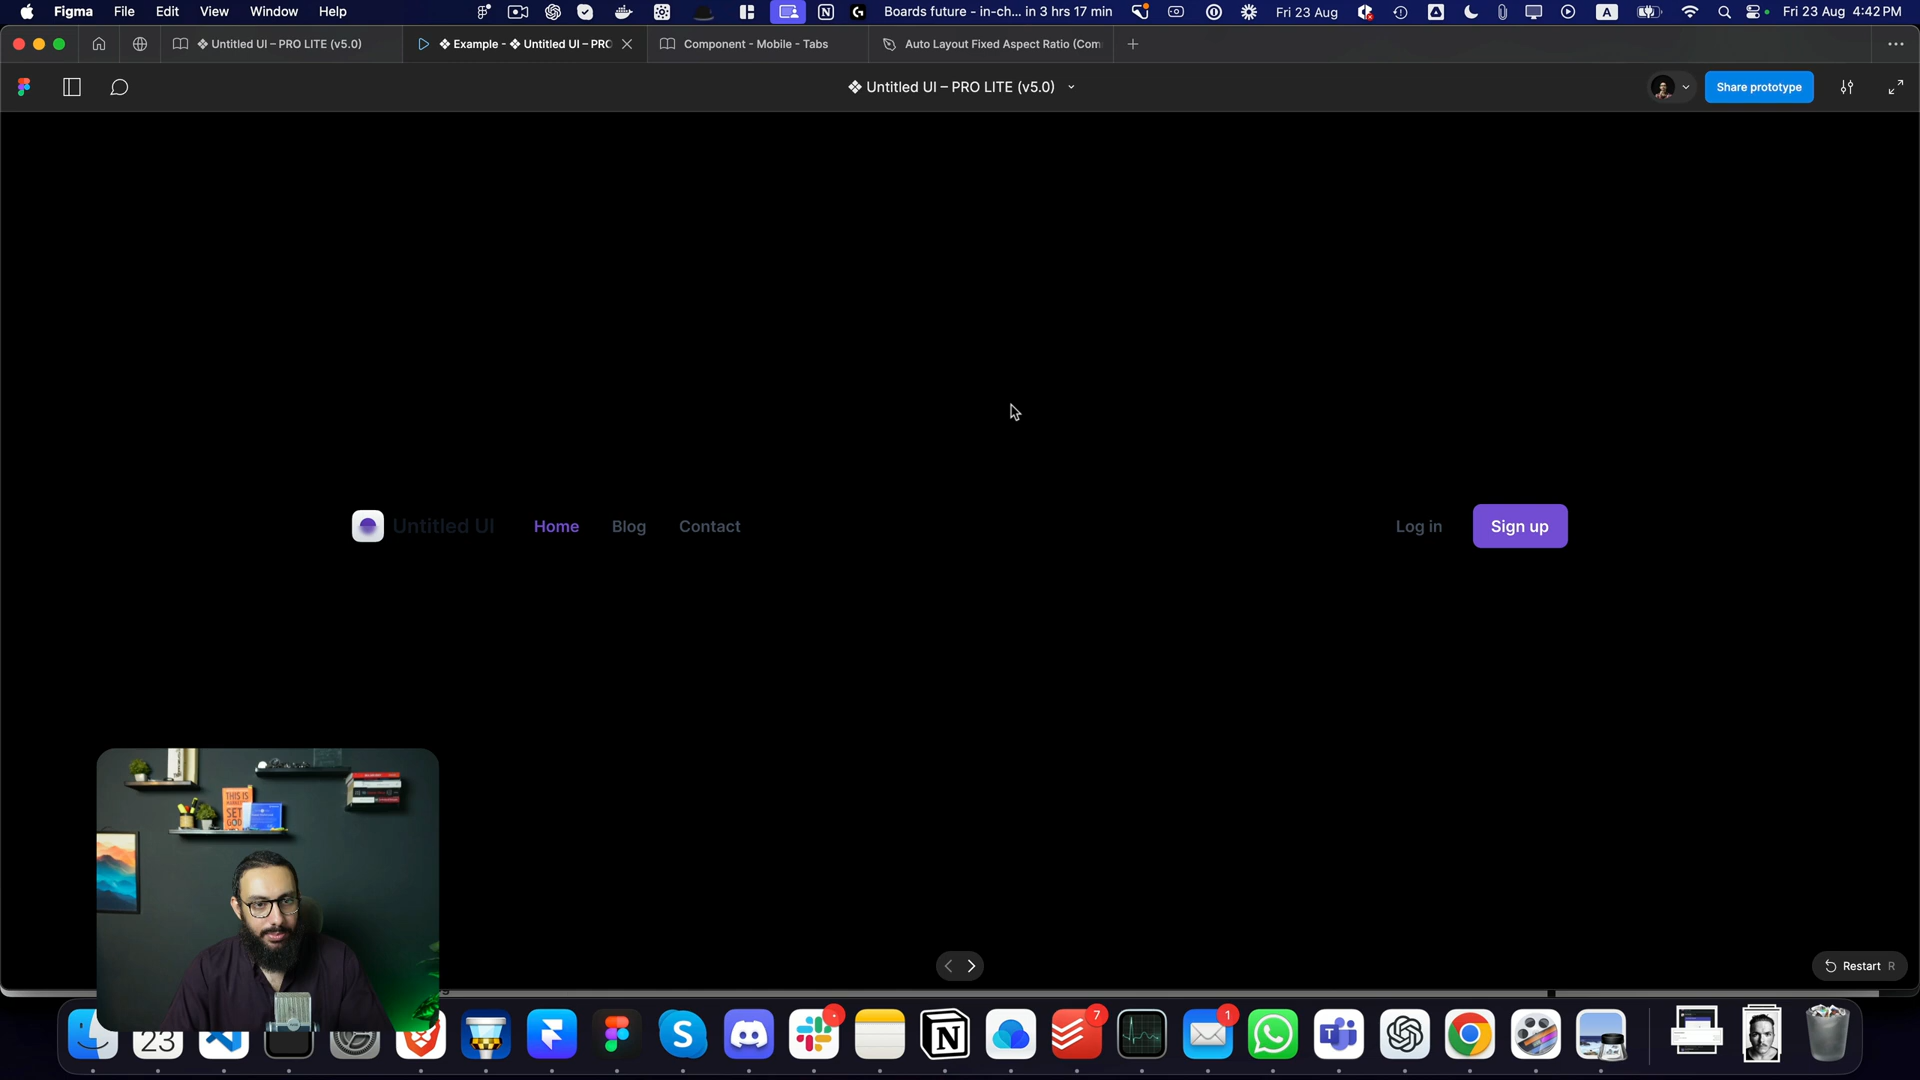 Figma File Edit View Window Help
Boards future - in-ch... in 3 hrs 17 min
Fri 23 Aug
A
Fri 23 Aug 4:42 PM
Untitled UI – PRO LITE (v5.0)
Example - ❖ Untitled UI – PRO
Component - Mobile - Tabs
Auto Layout Fixed Aspect Ratio (Com
Untitled UI – PRO LITE (v5.0)
Share prototype
Untitled UI
Home
Blog
Contact
Log in
Sign up
THIS IS
SET
GOD
Restart R
23
7
1